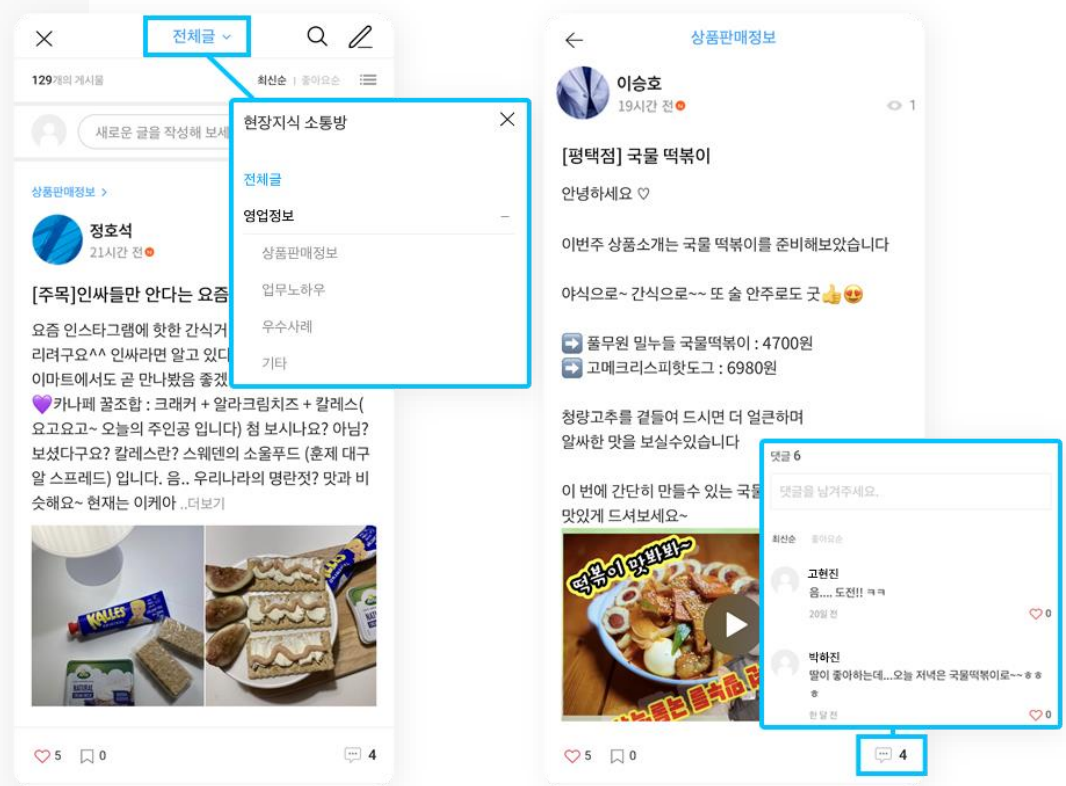 전체글
129개의 게시물
최신순 | 좋아요순
새로운 글을 작성해 보세
상품판매정보 >
정호석
21시간 전 N
[주목]인싸들만 안다는 요즘
요즘 인스타그램에 핫한 간식거
리려구요^^ 인싸라면 알고 있다
이마트에서도 곧 만나봤음 좋겠
💜카나페 꿀조합 : 크래커 + 알라크림치즈 + 칼레스(
요고요고~ 오늘의 주인공 입니다) 첨 보시나요? 아님?
보셨다구요? 칼레스란? 스웨덴의 소울푸드 (훈제 대구
알 스프레드) 입니다. 음.. 우리나라의 명란젓? 맛과 비
슷해요~ 현재는 이케아 ..더보기
KALLES
NATURAL
KALLES
NATU
5
0
4
현장지식 소통방
전체글
영업정보
상품판매정보
업무노하우
우수사례
기타
상품판매정보
이승호
19시간 전 N
1
[평택점] 국물 떡볶이
안녕하세요 ♡
이번주 상품소개는 국물 떡볶이를 준비해보았습니다
야식으로~ 간식으로~~ 또 술 안주로도 굿👍😍
➡️ 풀무원 밀누들 국물떡볶이 : 4700원
➡️ 고메크리스피핫도그 : 6980원
청량고추를 곁들여 드시면 더 얼큰하며
알싸한 맛을 보실수있습니다
이 번에 간단히 만들수 있는 국물
맛있게 드셔보세요~
떡볶이 맛봐봐~
5
0
4
댓글 6
댓글을 남겨주세요.
최신순 좋아요순
고현진
음.... 도전!! ㅋㅋ
20일 전
0
박하진
딸이 좋아하는데...오늘 저녁은 국물떡볶이로~~ㅎㅎ
ㅎ
한 달 전
0